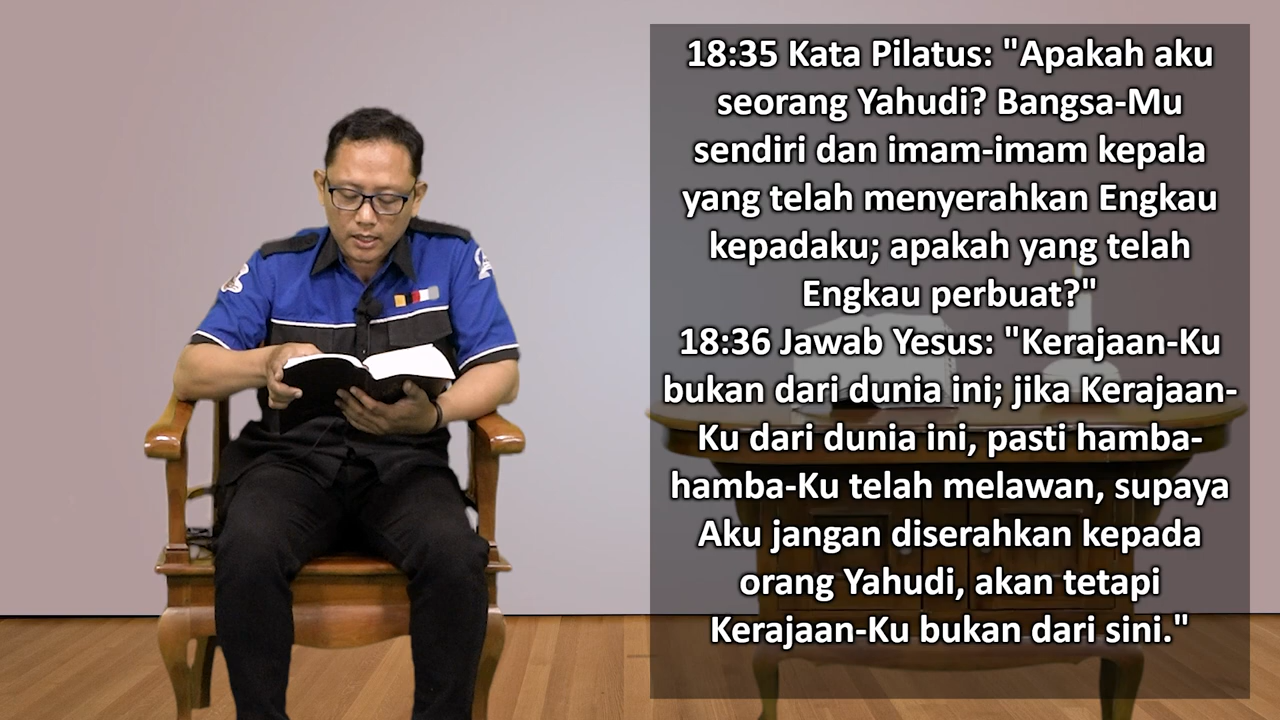 18:35 Kata Pilatus: "Apakah aku
seorang Yahudi? Bangsa-Mu
sendiri dan imam-imam kepala
yang telah menyerahkan Engkau
kepadaku; apakah yang telah
Engkau perbuat?"
18:36 Jawab Yesus: "Kerajaan-Ku
bukan dari dunia ini; jika Kerajaan-
Ku dari dunia ini, pasti hamba-
hamba-Ku telah melawan, supaya
Aku jangan diserahkan kepada
orang Yahudi, akan tetapi
Kerajaan-Ku bukan dari sini."